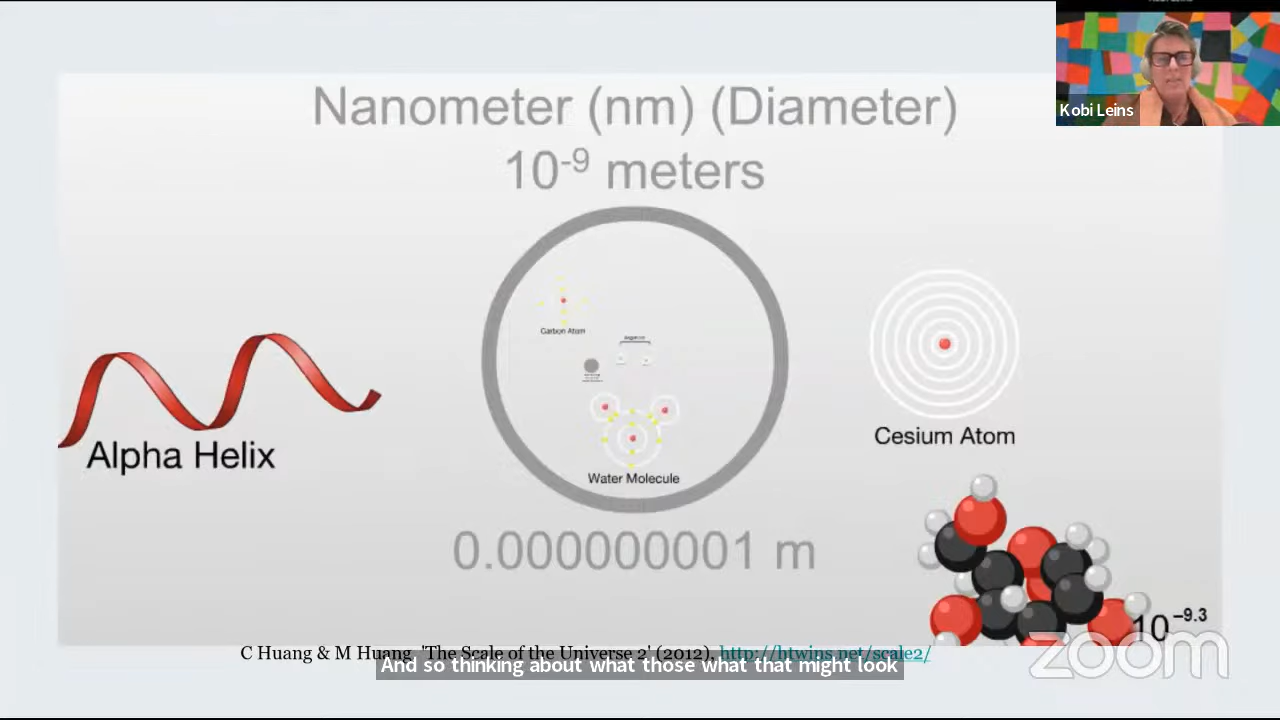 Kobi Leins
Nanometer (nm) (Diameter)
10⁻⁹ meters
Carbon Atom
Alpha Helix
Cesium Atom
Water Molecule
0.000000001 m
10⁻⁹·³
C Huang & M Huang, 'The Scale of the Universe 2' (2012), http://htwins.net/scale2/
And so thinking about what those what that might look
zoom